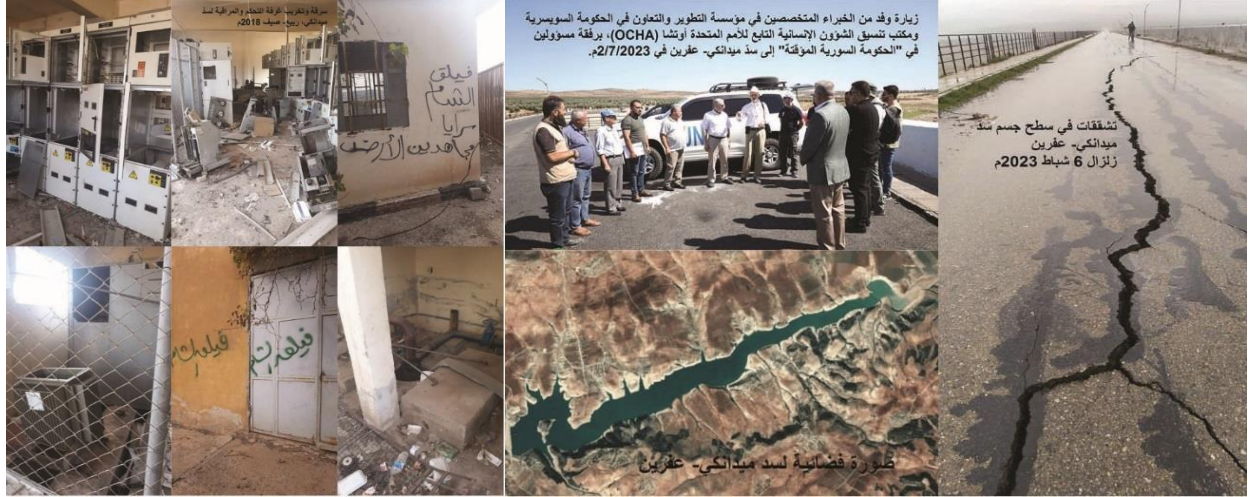 سرقة وتخريب غرفة التحكم والمراقبة لسد
ميدانكي، ربيع- صيف 2018م
فيلق
الشام
سرايا
مجاهدين الأرض
فيلق الشام
فيلق الشام
زيارة وفد من الخبراء المتخصصين في مؤسسة التطوير والتعاون في الحكومة السويسرية
ومكتب تنسيق الشؤون الإنسانية التابع للأمم المتحدة أوتشا (OCHA)، برفقة مسؤولين
في "الحكومة السورية المؤقتة" إلى سدّ ميدانكي- عفرين في 2/7/2023م.
UN
صورة فضائية لسد ميدانكي- عفرين
تشققات في سطح جسم سد
ميدانكي- عفرين
زلزال 6 شباط 2023م